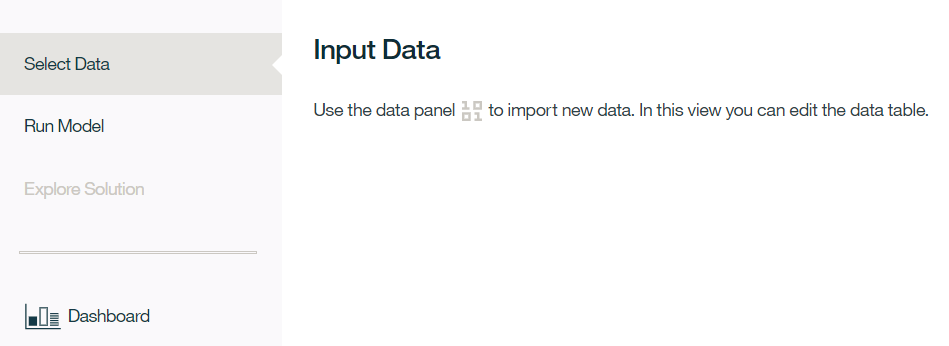 Select Data
Run Model
Explore Solution
Dashboard
Input Data
Use the data panel to import new data. In this view you can edit the data table.